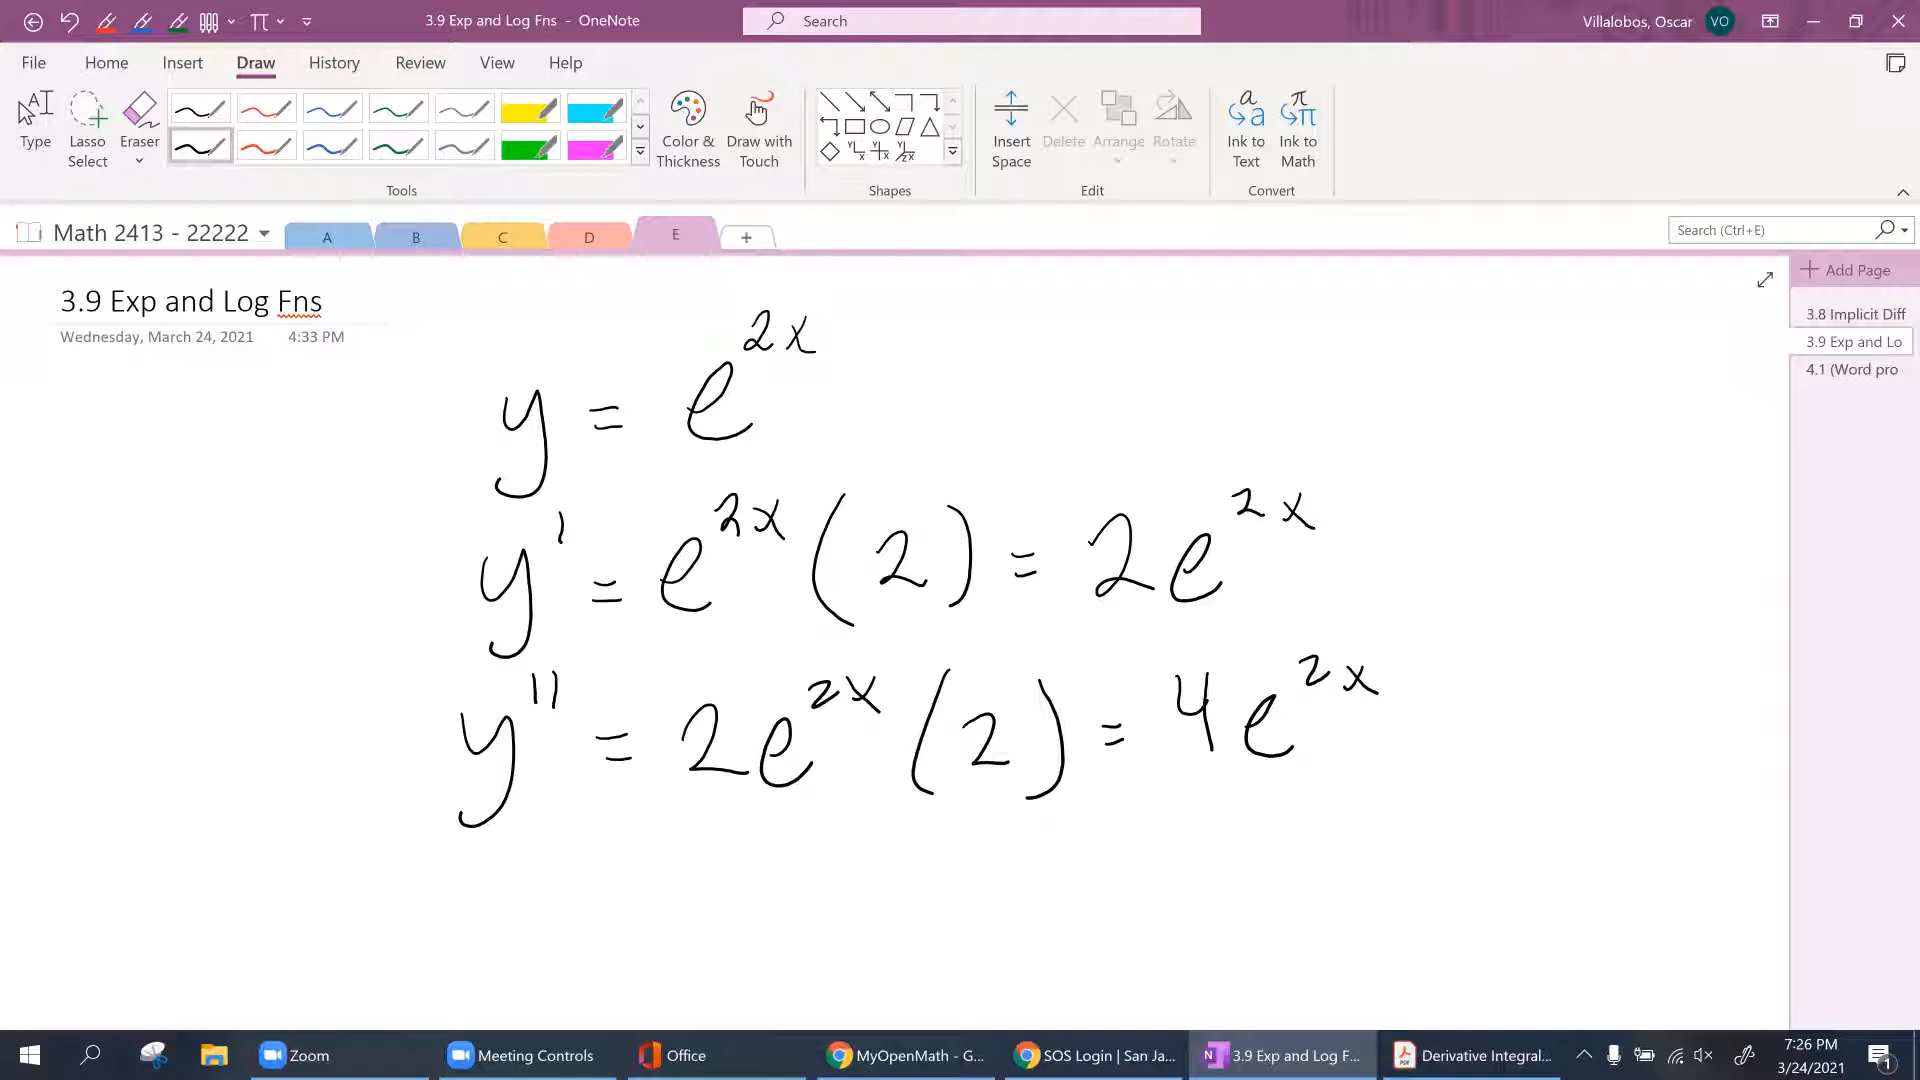 3.9 Exp and Log Fns - OneNote
Search
Villalobos, Oscar VO
File Home Insert Draw History Review View Help
Type
Lasso Select
Eraser
Color & Thickness
Draw with Touch
Insert Space
Delete
Arrange
Rotate
Ink to Text
Ink to Math
Tools Shapes Edit Convert
Math 2413 - 22222 A B C D E
Search (Ctrl+E)
Add Page
3.8 Implicit Diff
3.9 Exp and Lo
4.1 (Word pro
3.9 Exp and Log Fns
Wednesday, March 24, 2021 4:33 PM
y = e^{2x}
y' = e^{2x} (2) = 2e^{2x}
y'' = 2e^{2x} (2) = 4e^{2x}
Zoom Meeting Controls Office MyOpenMath - G... SOS Login | San Ja... 3.9 Exp and Log F... Derivative Integral...
7:26 PM
3/24/2021
1